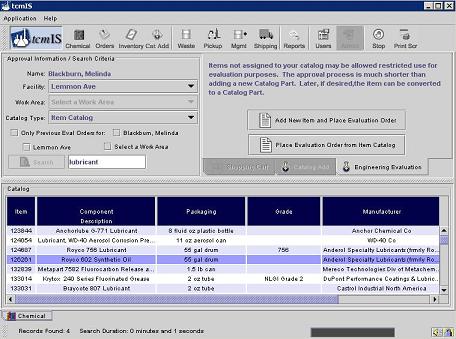 tcmIS
Application Help
tcmIS Chemical Orders Inventory Cat Add Waste Pickup Mgmt Shipping Reports Users Stop Print Scr
Approval Information / Search Criteria
Name: Blackburn, Melinda
Facility: Lemmon Ave
Work Area: Select a Work Area
Catalog Type: Item Catalog
Only Previous Eval Orders for: Blackburn, Melinda
Lemmon Ave Select a Work Area
Search lubricant
Items not assigned to your catalog may be allowed restricted use for
evaluation purposes. The approval process is much shorter than
adding a new Catalog Part. Later, if desired,the item can be converted
to a Catalog Part.
Add New Item and Place Evaluation Order
Place Evaluation Order from Item Catalog
Shopping Cart Catalog Add Engineering Evaluation
Catalog
Item Component Description Packaging Grade Manufacturer
123844 Anchorlube G-771 Lubricant 8 fluid oz plastic bottle Anchor Chemical Co
124054 Lubricant, WD-40 Aerosol Corrosion Pre... 11 oz aerosol can WD-40 Co
124687 Royco 756 Lubricant 55 gal drum 756 Anderol Specialty Lubricants (frmrly Ro...
126201 Royco 602 Synthetic Oil 55 gal drum Anderol Specialty Lubricants (frmrly Ro...
132839 Metapart 7582 Fluorocarbon Release a... 1.5 lb can Mereco Technologies Div of Metachem...
133014 Krytox 240 Series Fluorinated Grease 2 oz tube NLGI Grade 2 DuPont Performance Coatings & Lubric...
133031 Braycote 807 Lubricant 2 oz tube Castrol Industrial North America
Chemical
Records Found: 4 Search Duration: 0 minutes and 1 seconds